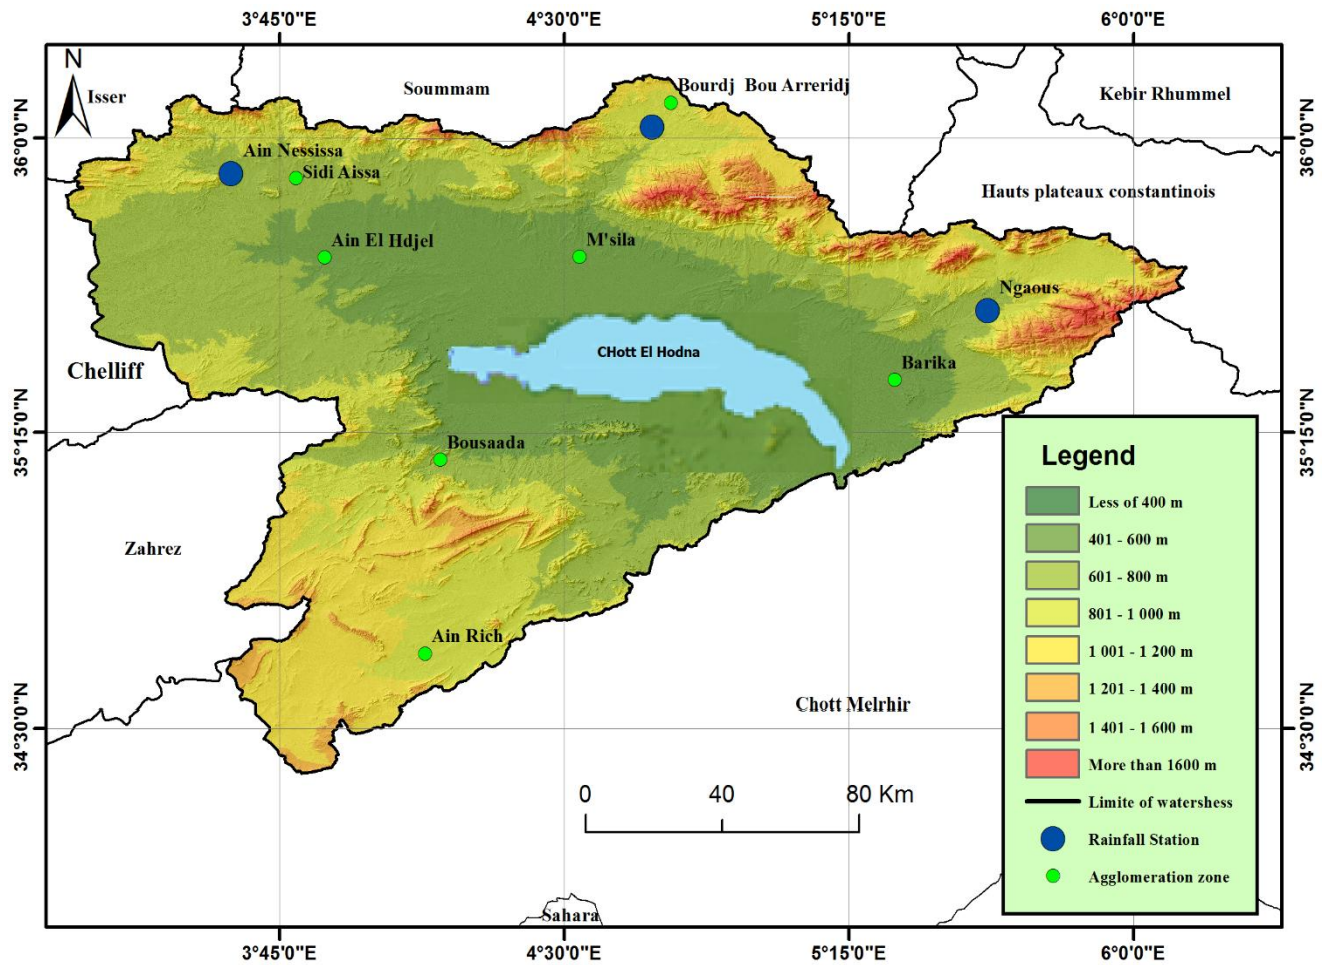 3°45'0"E
4°30'0"E
5°15'0"E
6°0'0"E
N
Isser
Soummam
Bourdj Bou Arreridj
Kebir Rhummel
36°0'0"N
36°0'0"N
Ain Nessissa
Sidi Aissa
Hauts plateaux constantinois
Ain El Hdjel
M'sila
Ngaous
CHott El Hodna
Chelliff
Barika
35°15'0"N
35°15'0"N
Bousaada
Zahrez
Ain Rich
Chott Melrhir
34°30'0"N
34°30'0"N
0 40 80 Km
Sahara
Legend
Less of 400 m
401 - 600 m
601 - 800 m
801 - 1 000 m
1 001 - 1 200 m
1 201 - 1 400 m
1 401 - 1 600 m
More than 1600 m
Limite of watershess
Rainfall Station
Agglomeration zone
3°45'0"E
4°30'0"E
5°15'0"E
6°0'0"E